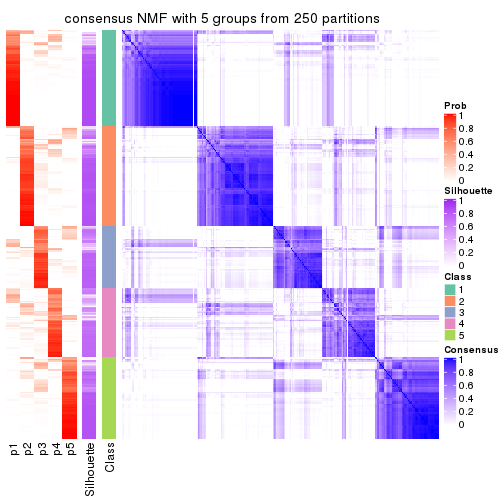 consensus NMF with 5 groups from 250 partitions
Prob
1
0.8
0.6
0.4
0.2
0
Silhouette
1
0.8
0.6
0.4
0.2
0
Class
1
2
3
4
5
Consensus
1
0.8
0.6
0.4
0.2
0
p1
p2
p3
p4
p5
Silhouette
Class